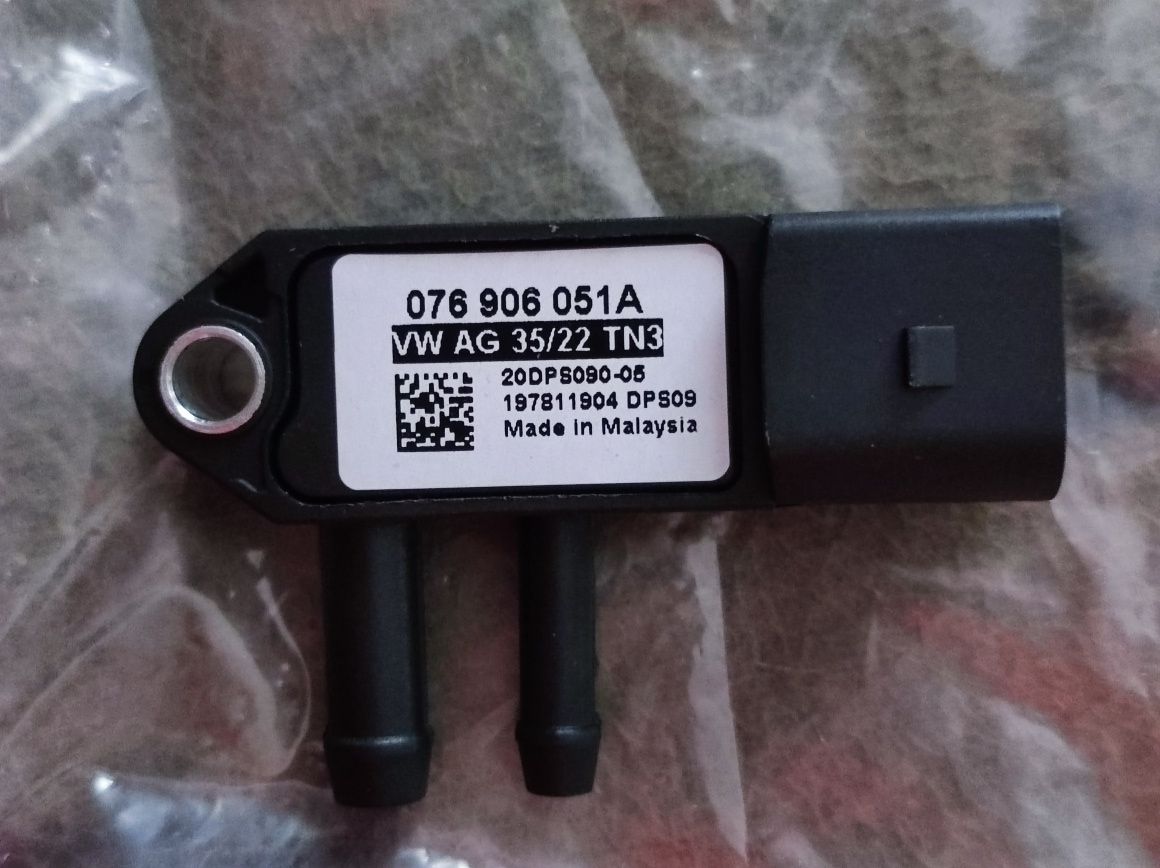 076 906 051A
VW AG 35/22 TN3
20DPS090-05
197811904 DPS09
Made in Malaysia